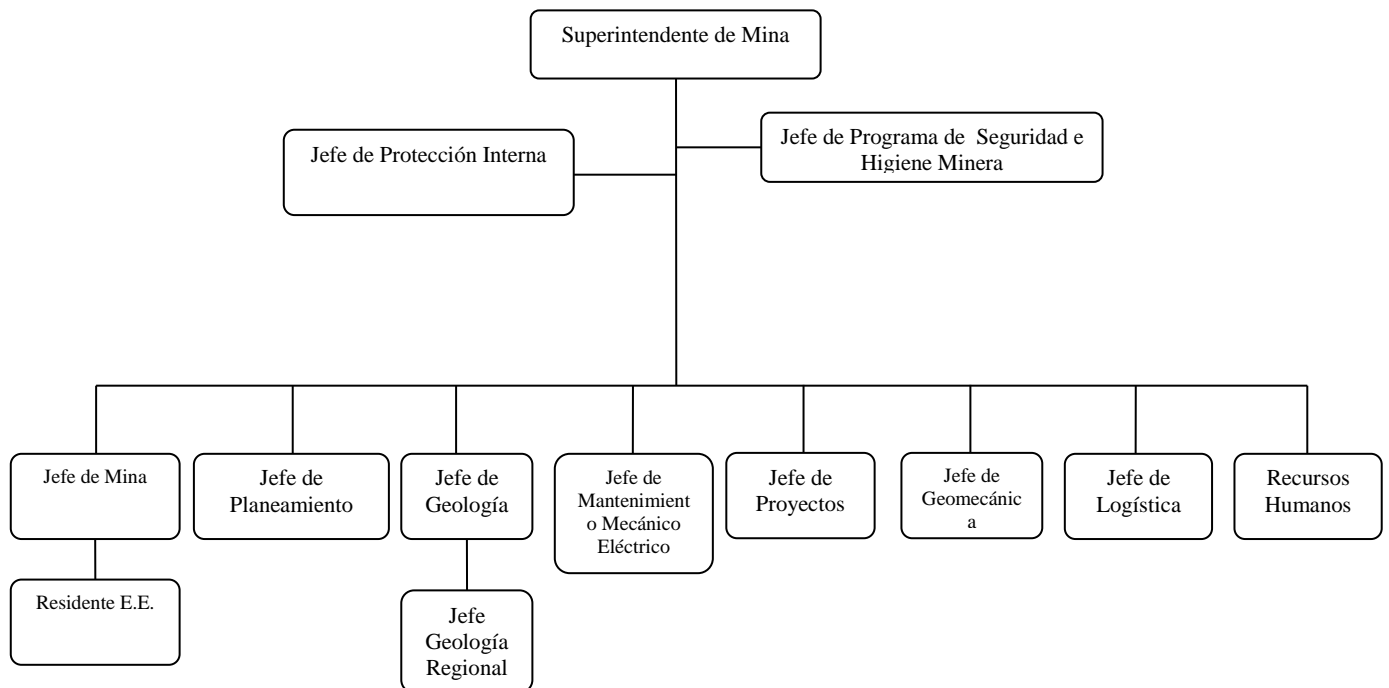 Superintendente de Mina
Jefe de Protección Interna
Jefe de Programa de Seguridad e
Higiene Minera
Jefe de Mina
Jefe de
Planeamiento
Jefe de
Geología
Jefe de
Mantenimient
o Mecánico
Eléctrico
Jefe de
Proyectos
Jefe de
Geomecánic
a
Jefe de
Logística
Recursos
Humanos
Residente E.E.
Jefe
Geología
Regional